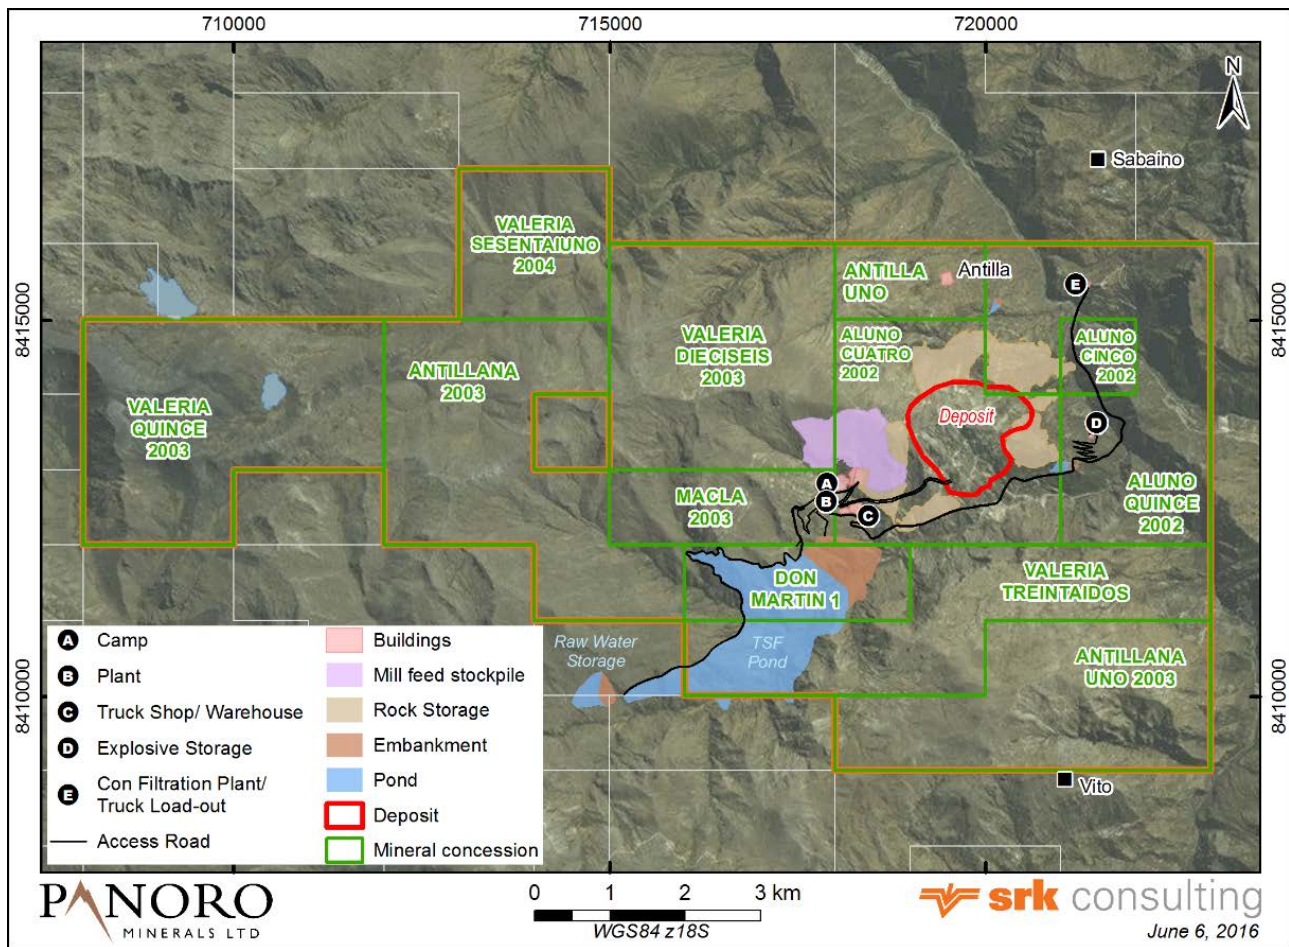 710000
715000
720000
N
Sabaino
VALERIA
SESENTAIUNO
2004
ANTILLA
UNO
Antilla
E
8415000
8415000
VALERIA
DIECISEIS
2003
ALUNO
CUATRO
2002
ALUNO
CINCO
2002
ANTILLANA
2003
VALERIA
QUINCE
2003
Deposit
D
A
B
C
MACLA
2003
ALUNO
QUINCE
2002
DON
MARTIN 1
VALERIA
TREINTAIDOS
Raw Water
Storage
TSF
Pond
ANTILLANA
UNO 2003
8410000
8410000
Vito
A Camp
B Plant
C Truck Shop/ Warehouse
D Explosive Storage
E Con Filtration Plant/
Truck Load-out
Access Road
Buildings
Mill feed stockpile
Rock Storage
Embankment
Pond
Deposit
Mineral concession
PANORO
MINERALS LTD
0 1 2 3 km
WGS84 z18S
srk consulting
June 6, 2016